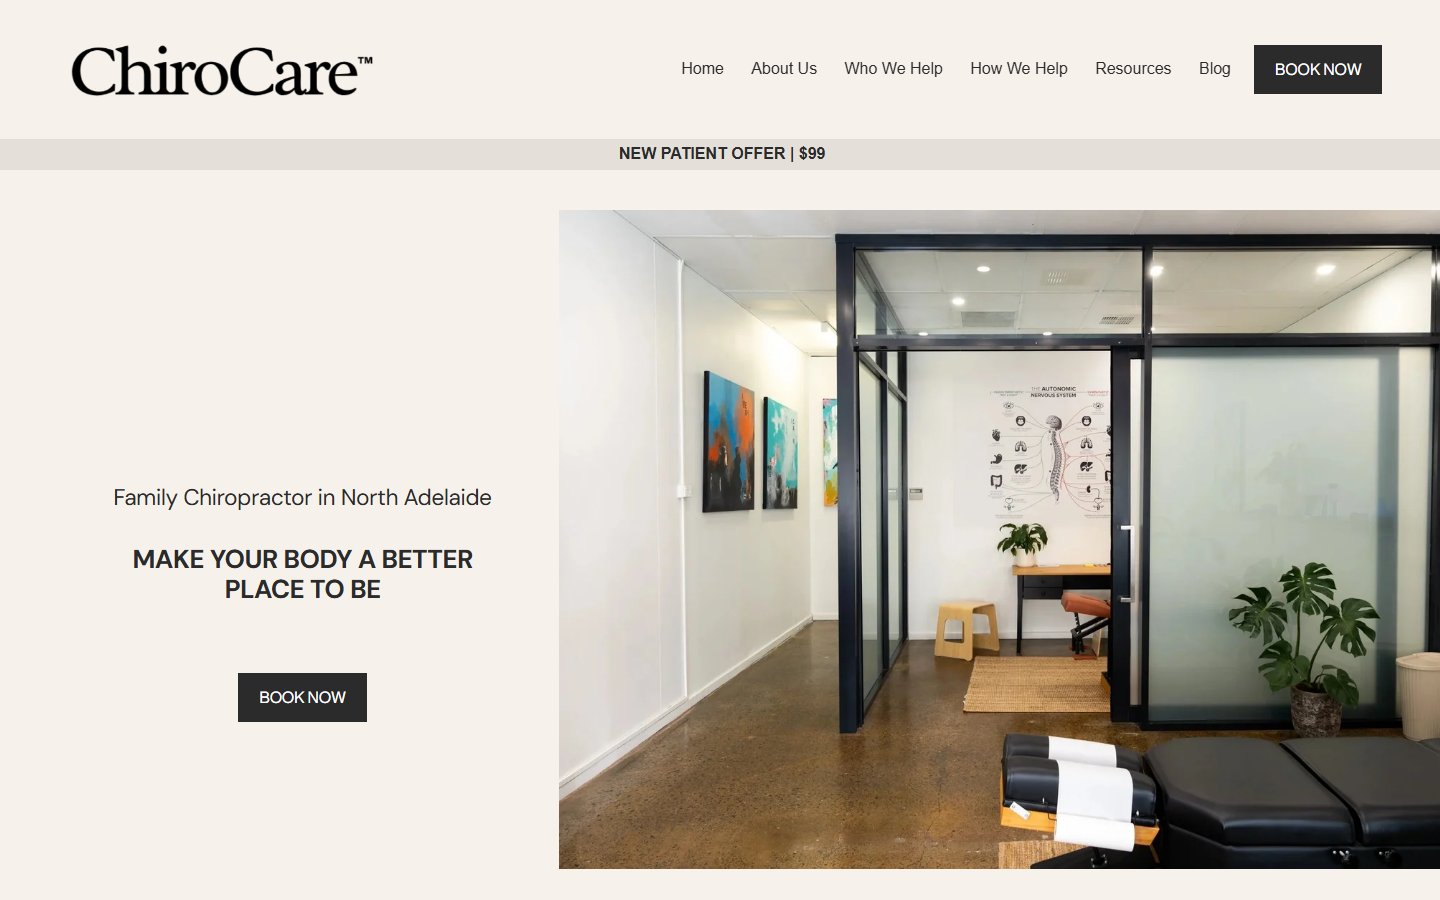 ChiroCare™
Home
About Us
Who We Help
How We Help
Resources
Blog
BOOK NOW
NEW PATIENT OFFER | $99
Family Chiropractor in North Adelaide
MAKE YOUR BODY A BETTER
PLACE TO BE
BOOK NOW
THE AUTONOMIC
NERVOUS SYSTEM